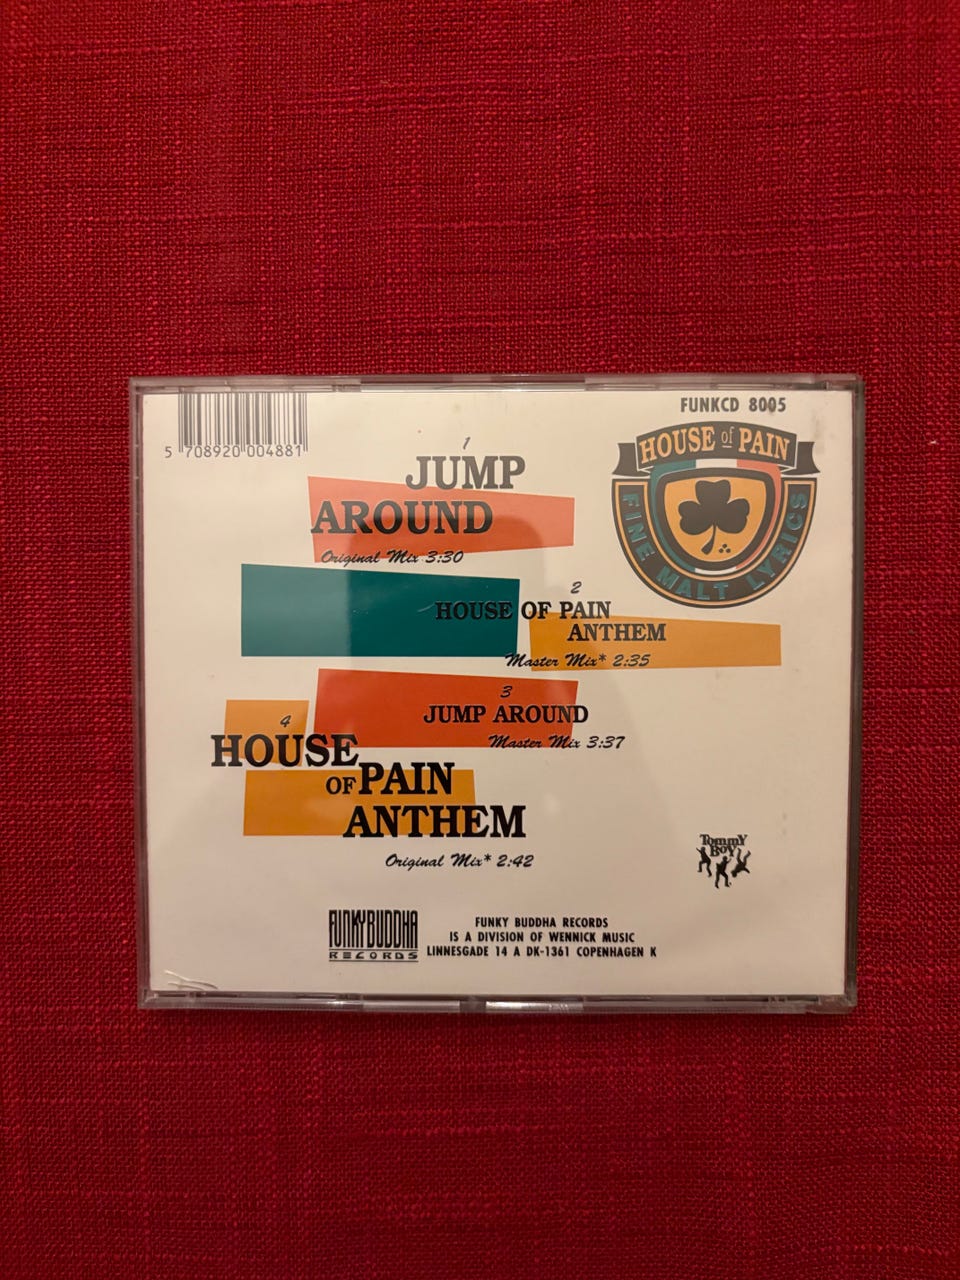 5 708920 004881
FUNKCD 8005
HOUSE of PAIN
FINE MALT LYRICS
1
JUMP
AROUND
Original Mix 3:30
2
HOUSE OF PAIN
ANTHEM
Master Mix* 2:35
3
JUMP AROUND
Master Mix 3:37
4
HOUSE
OF PAIN
ANTHEM
Original Mix* 2:42
Tommy
Boy
FUNKY BUDDHA
RECORDS
FUNKY BUDDHA RECORDS
IS A DIVISION OF WENNICK MUSIC
LINNESGADE 14 A DK-1361 COPENHAGEN K